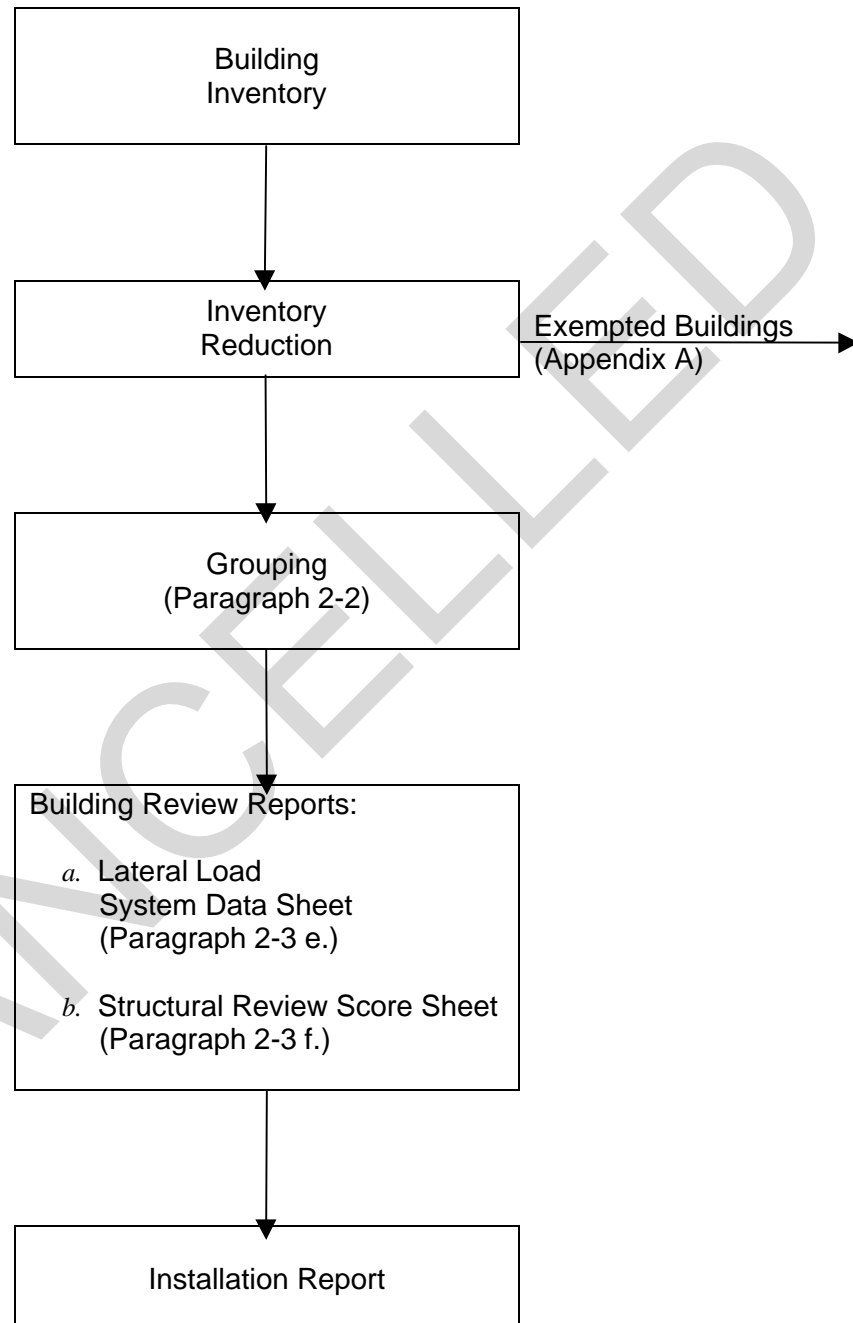 Building
Inventory
Inventory
Reduction
Exempted Buildings
(Appendix A)
Grouping
(Paragraph 2-2)
Building Review Reports:
a. Lateral Load
System Data Sheet
(Paragraph 2-3 e.)
b. Structural Review Score Sheet
(Paragraph 2-3 f.)
Installation Report
ANCELLED